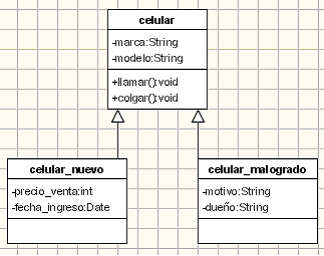 celular
-marca:String
-modelo:String
+llamar():void
+colgar():void
celular_nuevo
-precio_venta:int
-fecha_ingreso:Date
celular_malogrado
-motivo:String
-dueño:String